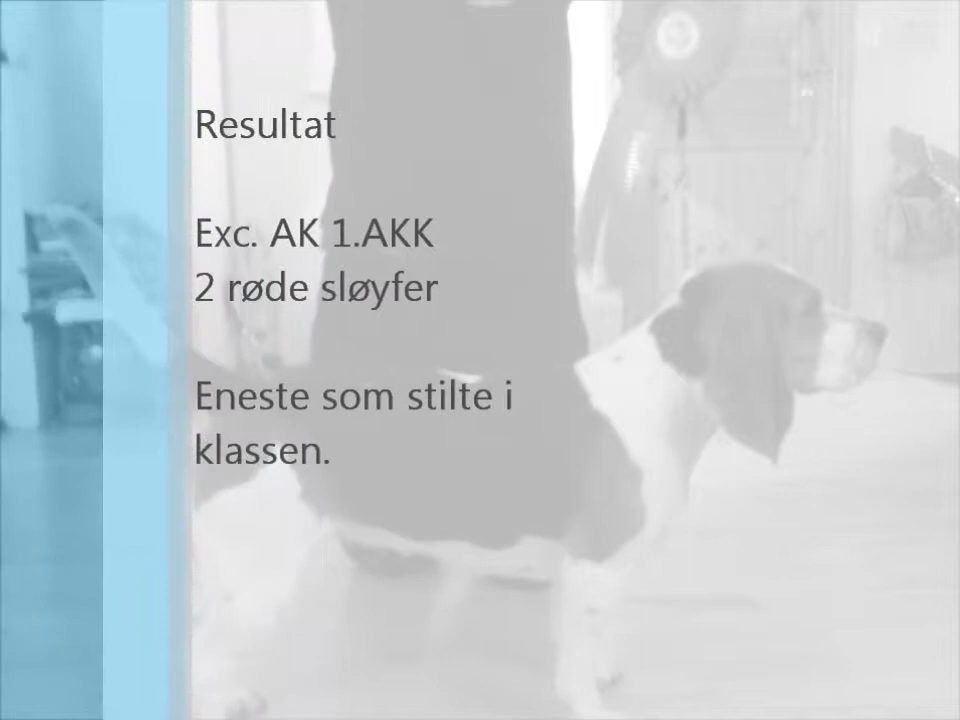 Resultat
Exc. AK 1.AKK
2 røde sløyfer
Eneste som stilte i
klassen.